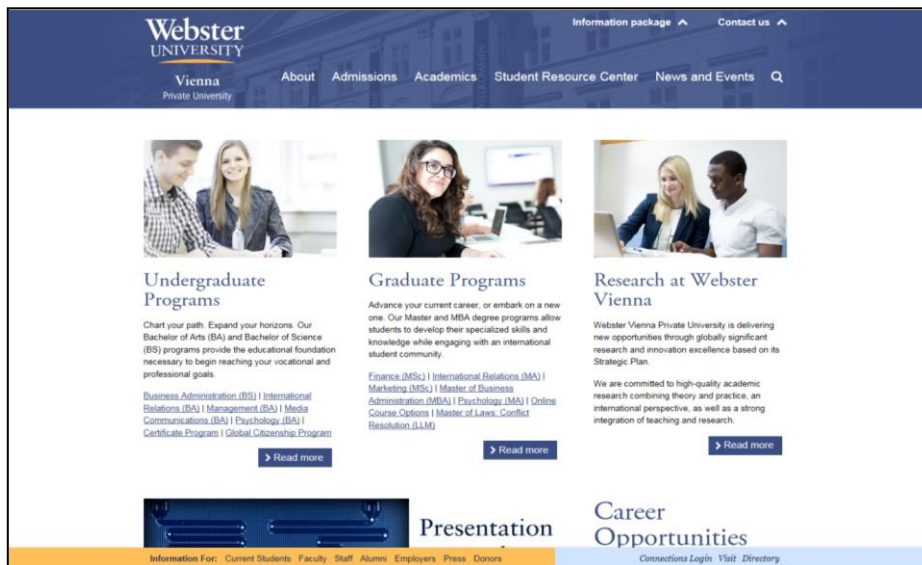 Webster
UNIVERSITY
Vienna
Private University
Information package
Contact us
About Admissions Academics Student Resource Center News and Events
Undergraduate
Programs
Chart your path. Expand your horizons. Our
Bachelor of Arts (BA) and Bachelor of Science
(BS) programs provide the educational foundation
necessary to begin reaching your vocational and
professional goals.
Business Administration (BS) | International
Relations (BA) | Management (BA) | Media
Communications (BA) | Psychology (BA) |
Certificate Program | Global Citizenship Program
Read more
Graduate Programs
Advance your current career, or embark on a new
one. Our Master and MBA degree programs allow
students to develop their specialized skills and
knowledge while engaging with an international
student community.
Finance (MSc) | International Relations (MA) |
Marketing (MSc) | Master of Business
Administration (MBA) | Psychology (MA) | Online
Course Options | Master of Laws: Conflict
Resolution (LLM)
Read more
Research at Webster
Vienna
Webster Vienna Private University is delivering
new opportunities through globally significant
research and innovation excellence based on its
Strategic Plan.
We are committed to high-quality academic
research combining theory and practice, an
international perspective, as well as a strong
integration of teaching and research.
Read more
Presentation
Career
Opportunities
Information For: Current Students Faculty Staff Alumni Employers Press Donors
Connections Login Visit Directory